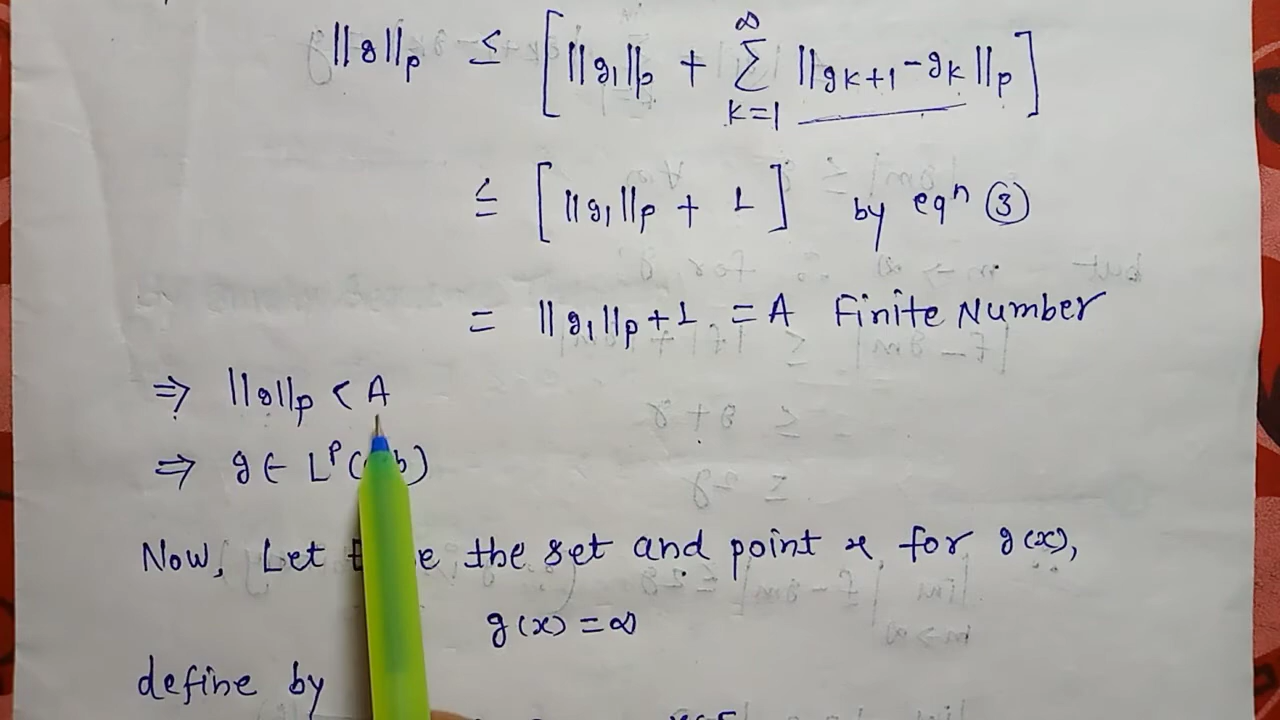 ||g||p ≤ [ ||g₁||p + ∞∑k=1 ||gk+1 - gk||p ]
≤ [ ||g₁||p + 1 ] by eqⁿ ③
= ||g₁||p + 1 = A Finite Number
⇒ ||g||p < A
⇒ g ∈ Lᵖ( b)
Now, Let the set and point x for g(x),
g(x) = ∞
define by